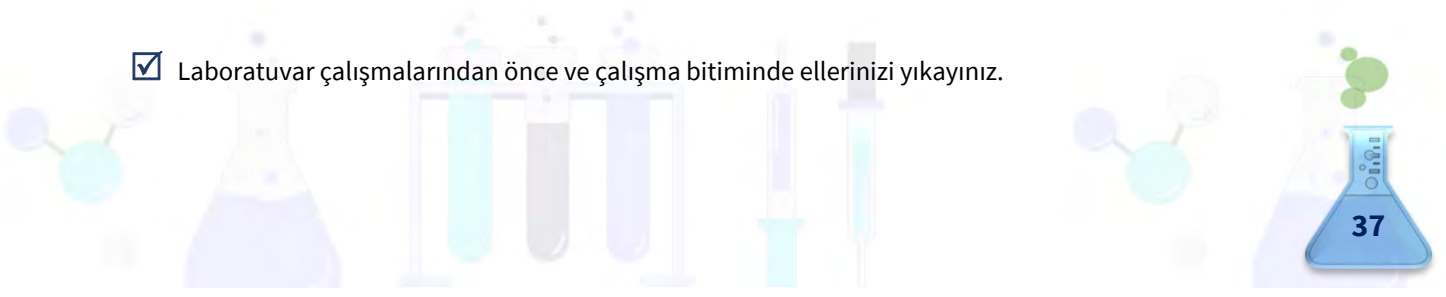 ☑ Laboratuvar çalışmalarından önce ve çalışma bitiminde ellerinizi yıkayınız.
37